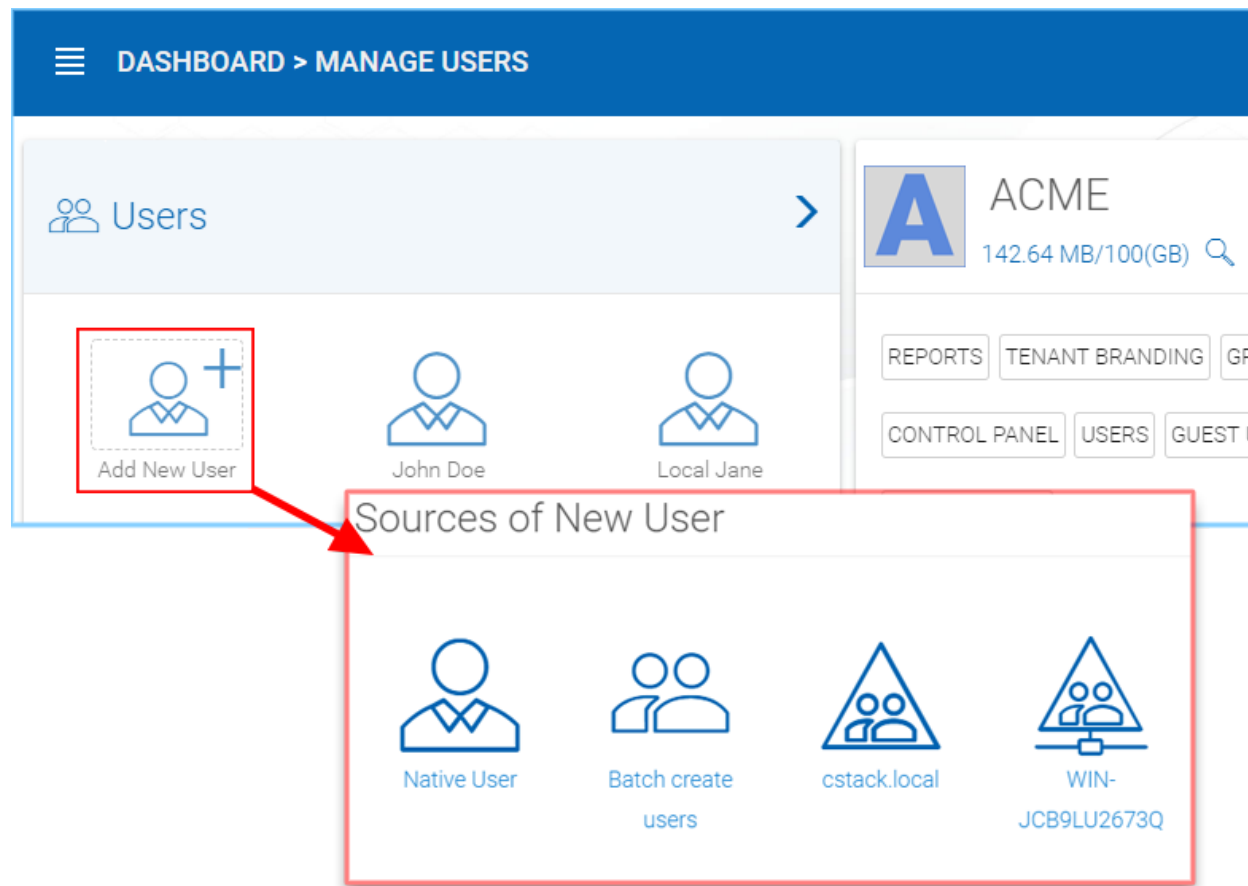 DASHBOARD > MANAGE USERS
Users
ACME
142.64 MB/100(GB)
Add New User
John Doe
Local Jane
REPORTS TENANT BRANDING
CONTROL PANEL USERS GUEST
Sources of New User
Native User
Batch create
users
cstack.local
WIN-
JCB9LU2673Q